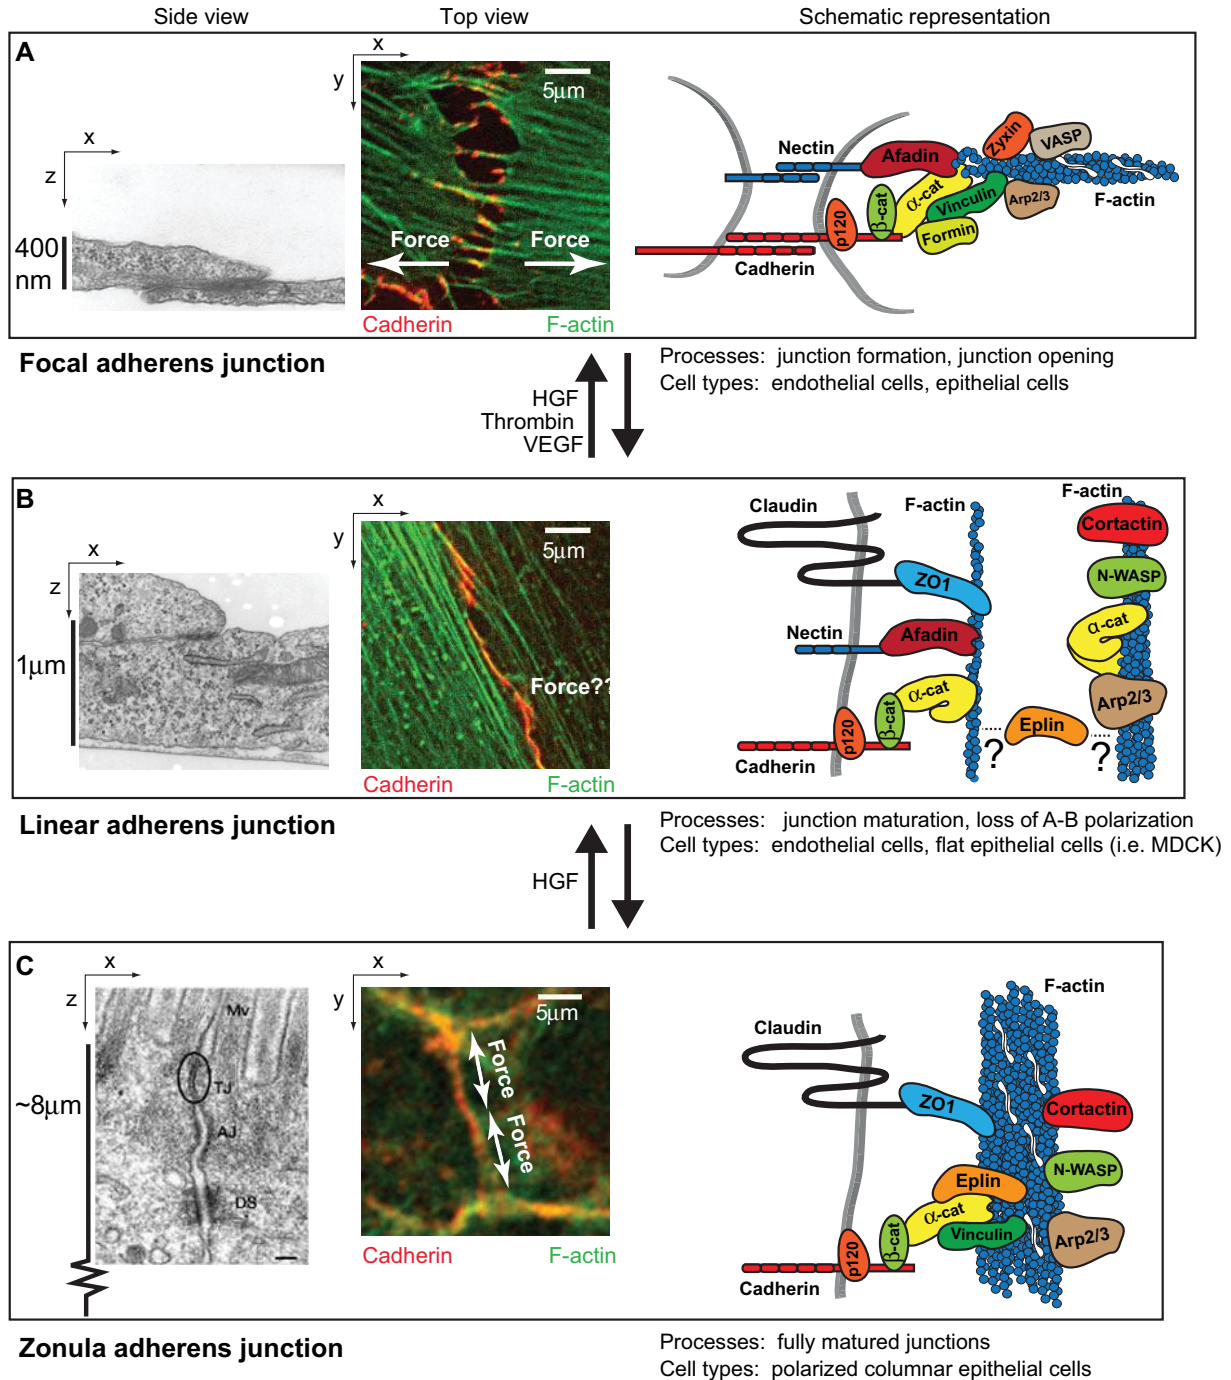 Side view
Top view
Schematic representation
A
x
z
400
nm
x
y
5μm
Force
Force
Cadherin
F-actin
Nectin
Afadin
Zyxin
VASP
α-cat
β-cat
Vinculin
Arp2/3
F-actin
p120
Formin
Cadherin
Focal adherens junction
Processes: junction formation, junction opening
Cell types: endothelial cells, epithelial cells
HGF
Thrombin
VEGF
B
x
z
1μm
x
y
5μm
Force??
Cadherin
F-actin
Claudin
F-actin
F-actin
Cortactin
ZO1
N-WASP
Nectin
Afadin
α-cat
α-cat
β-cat
p120
Arp2/3
Eplin
?
?
Cadherin
Linear adherens junction
Processes: junction maturation, loss of A-B polarization
Cell types: endothelial cells, flat epithelial cells (i.e. MDCK)
HGF
C
x
z
~8μm
Mv
TJ
AJ
DS
x
y
5μm
Force
Force
Cadherin
F-actin
F-actin
Claudin
ZO1
Cortactin
N-WASP
Eplin
α-cat
Vinculin
β-cat
p120
Arp2/3
Cadherin
Zonula adherens junction
Processes: fully matured junctions
Cell types: polarized columnar epithelial cells